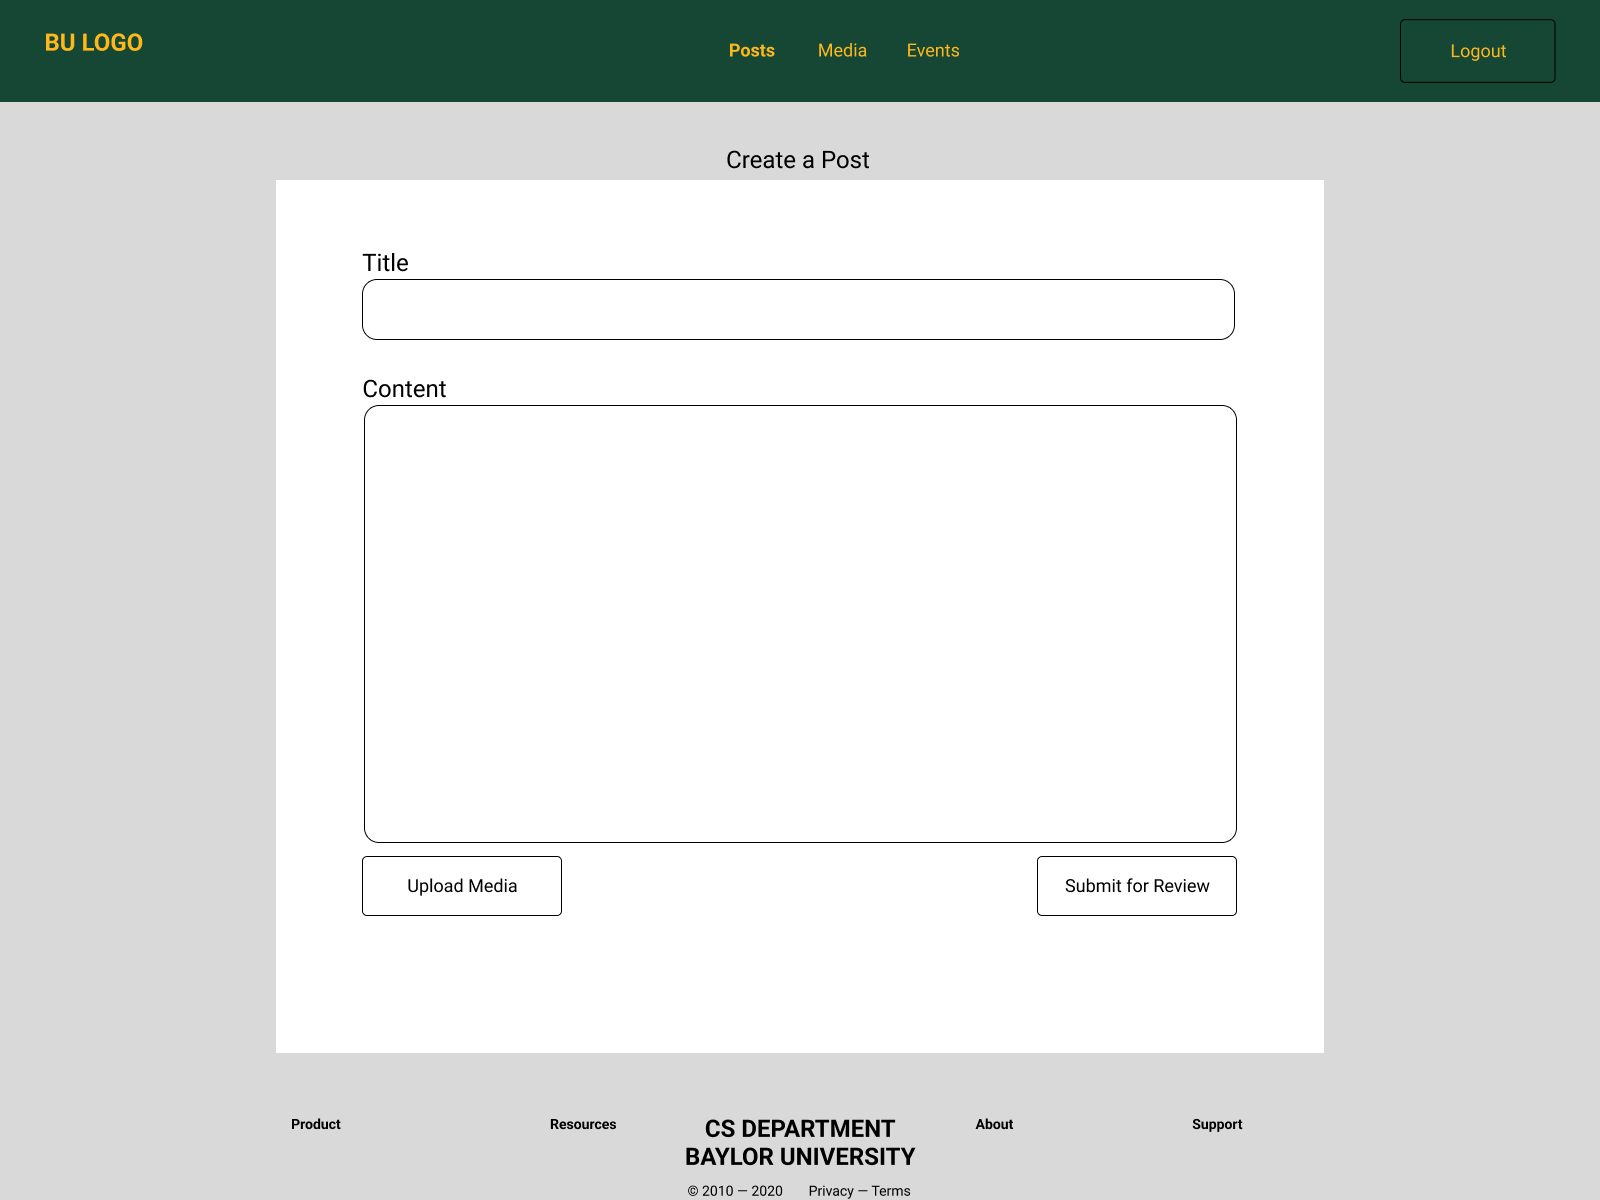 BU LOGO
Posts Media Events
Logout
Create a Post
Title
Content
Upload Media
Submit for Review
Product
Resources
CS DEPARTMENT
BAYLOR UNIVERSITY
About
Support
© 2010 — 2020 Privacy — Terms